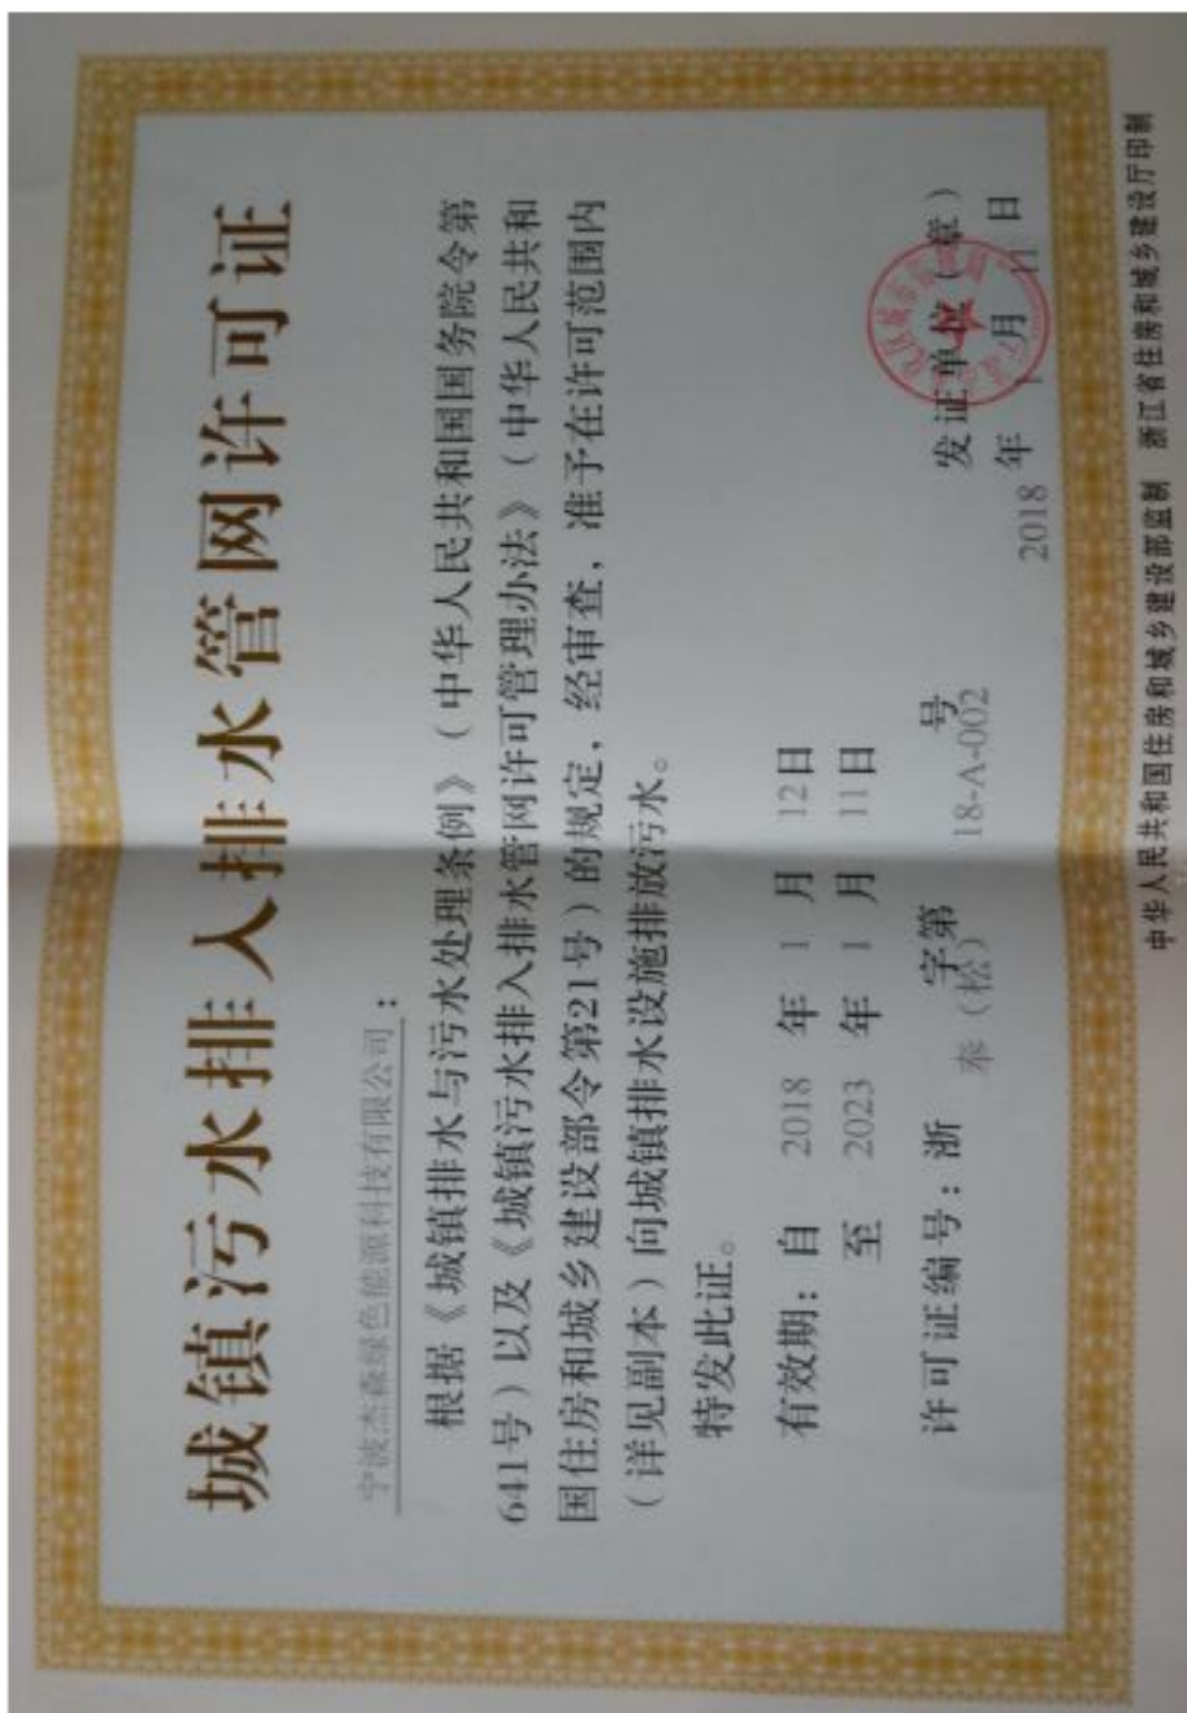 城镇污水排入排水管网许可证
宁波杰森绿色能源科技有限公司：
根据《城镇排水与污水处理条例》（中华人民共和国国务院令第
641号）以及《城镇污水排入排水管网许可管理办法》（中华人民共和
国住房和城乡建设部令第21号）的规定，经审查，准予在许可范围内
（详见副本）向城镇排水设施排放污水。
特发此证。
有效期：自 2018 年 1 月 12日
至 2023 年 1 月 11日
许可证编号：浙 字第 号
奉（松） 18-A-002
发证单位（章）
年 1 月 11 日
2018
中华人民共和国住房和城乡建设部监制 浙江省住房和城乡建设厅印制